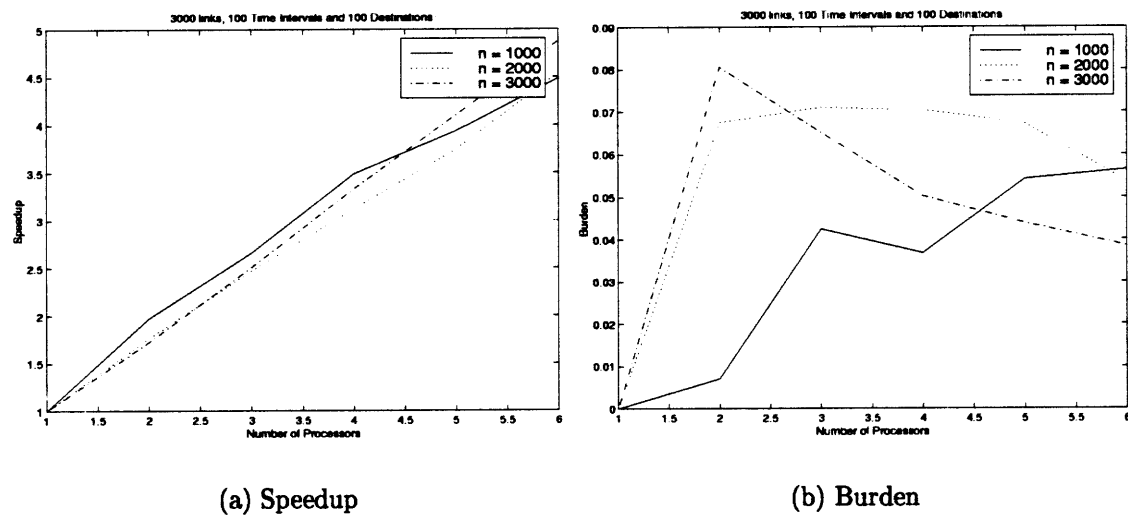 3000 links, 100 Time Intervals and 100 Destinations
5
4.5
4
3.5
3
2.5
2
1.5
1
Speedup
n = 1000
n = 2000
n = 3000
1 1.5 2 2.5 3 3.5 4 4.5 5 5.5 6
Number of Processors
(a) Speedup
3000 links, 100 Time Intervals and 100 Destinations
0.09
0.08
0.07
0.06
0.05
0.04
0.03
0.02
0.01
0
Burden
n = 1000
n = 2000
n = 3000
1 1.5 2 2.5 3 3.5 4 4.5 5 5.5 6
Number of Processors
(b) Burden